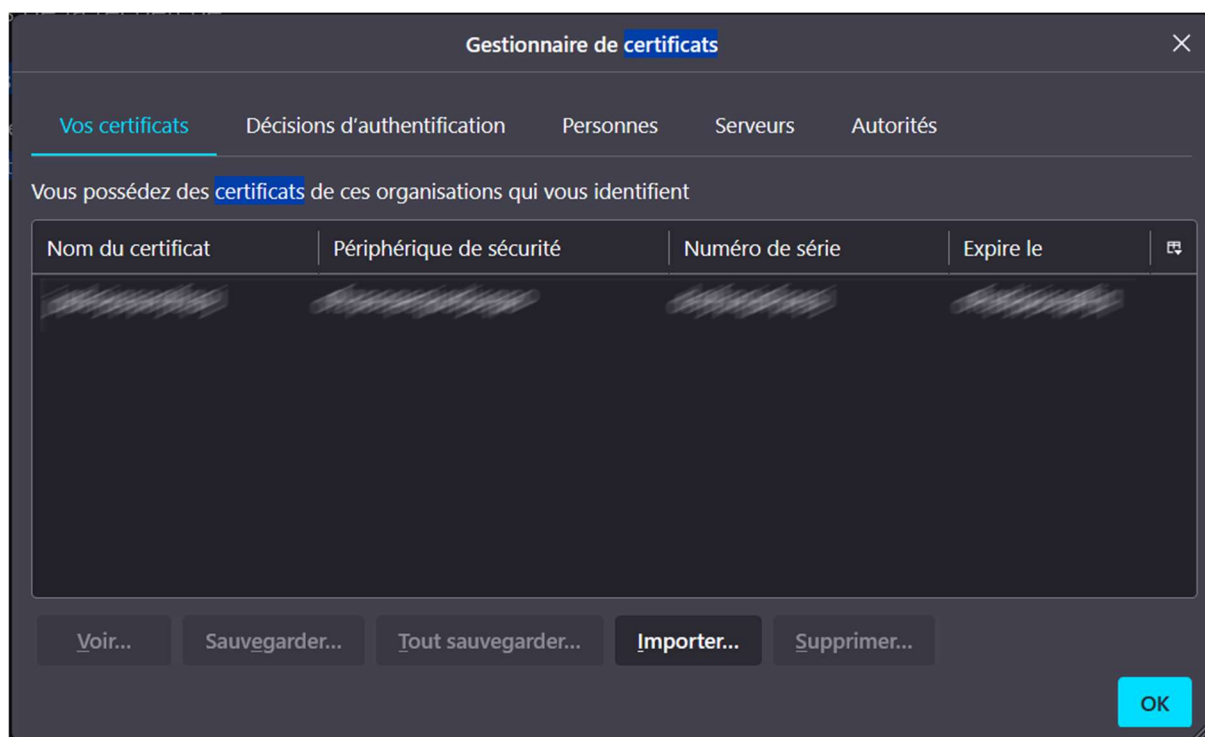 Gestionnaire de certificats
Vos certificats Décisions d'authentification Personnes Serveurs Autorités
Vous possédez des certificats de ces organisations qui vous identifient
Nom du certificat Périphérique de sécurité Numéro de série Expire le
Voir... Sauvegarder... Tout sauvegarder... Importer... Supprimer...
OK